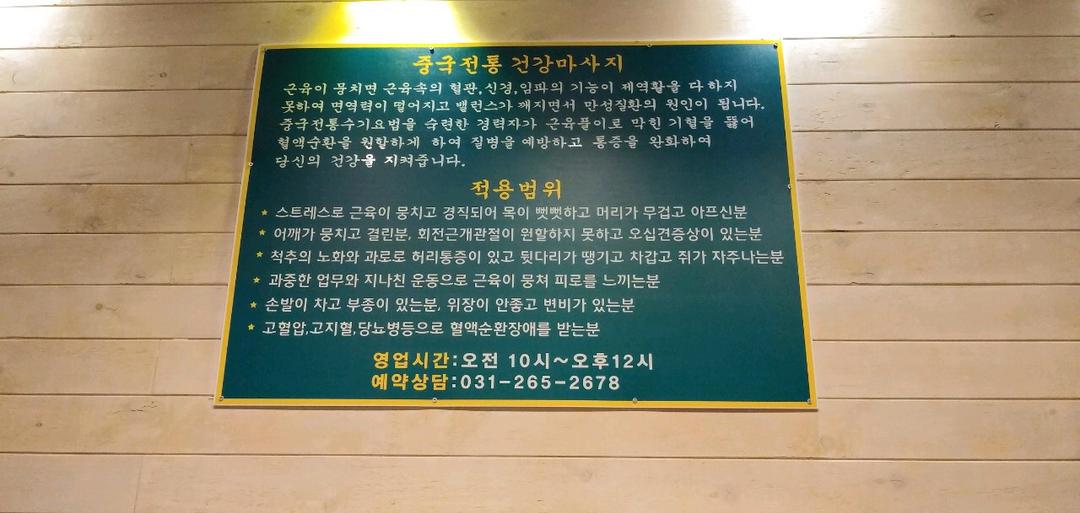 중국전통 건강마사지
근육이 뭉치면 근육속의 혈관,신경,임파의 기능이 제역활을 다 하지
못하여 면역력이 떨어지고 밸런스가 깨지면서 만성질환의 원인이 됩니다.
중국전통수기요법을 숙련한 경력자가 근육풀이로 막힌 기혈을 뚫어
혈액순환을 원할하게 하여 질병을 예방하고 통증을 완화하여
당신의 건강을 지켜줍니다.
적용범위
★ 스트레스로 근육이 뭉치고 경직되어 목이 뻣뻣하고 머리가 무겁고 아프신분
★ 어깨가 뭉치고 결린분, 회전근개관절이 원할하지 못하고 오십견증상이 있는분
★ 척추의 노화와 과로로 허리통증이 있고 뒷다리가 땡기고 차갑고 쥐가 자주나는분
★ 과중한 업무와 지나친 운동으로 근육이 뭉쳐 피로를 느끼는분
★ 손발이 차고 부종이 있는분, 위장이 안좋고 변비가 있는분
★ 고혈압,고지혈,당뇨병등으로 혈액순환장애를 받는분
영업시간:오전 10시~오후12시
예약상담:031-265-2678